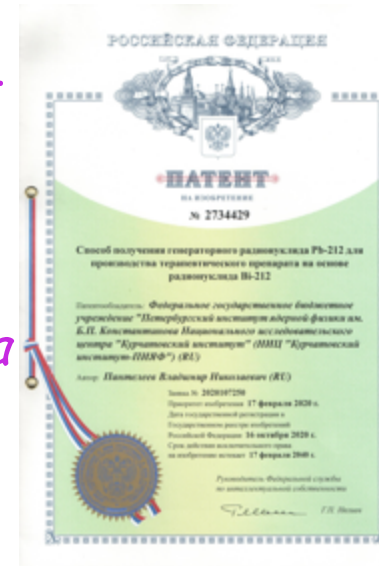 РОССИЙСКАЯ ФЕДЕРАЦИЯ
ПАТЕНТ
НА ИЗОБРЕТЕНИЕ
№ 2734429
Способ получения генераторного радионуклида Pb-212 для
производства терапевтического препарата на основе
радионуклида Bi-212
Патентообладатель: Федеральное государственное бюджетное
учреждение "Петербургский институт ядерной физики им.
Б.П. Константинова Национального исследовательского
центра "Курчатовский институт" (НИЦ "Курчатовский
институт-ПИЯФ") (RU)
Автор: Пантелеев Владимир Николаевич (RU)
Заявка № 2020107250
Приоритет изобретения 17 февраля 2020 г.
Дата государственной регистрации в
Государственном реестре изобретений
Российской Федерации 16 октября 2020 г.
Срок действия исключительного права
на изобретение истекает 17 февраля 2040 г.
Руководитель Федеральной службы
по интеллектуальной собственности
Г.П. Ивлиев